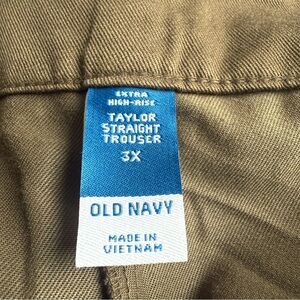 EXTRA
HIGH-RISE
TAYLOR
STRAIGHT
TROUSER
3X
OLD NAVY
MADE IN
VIETNAM